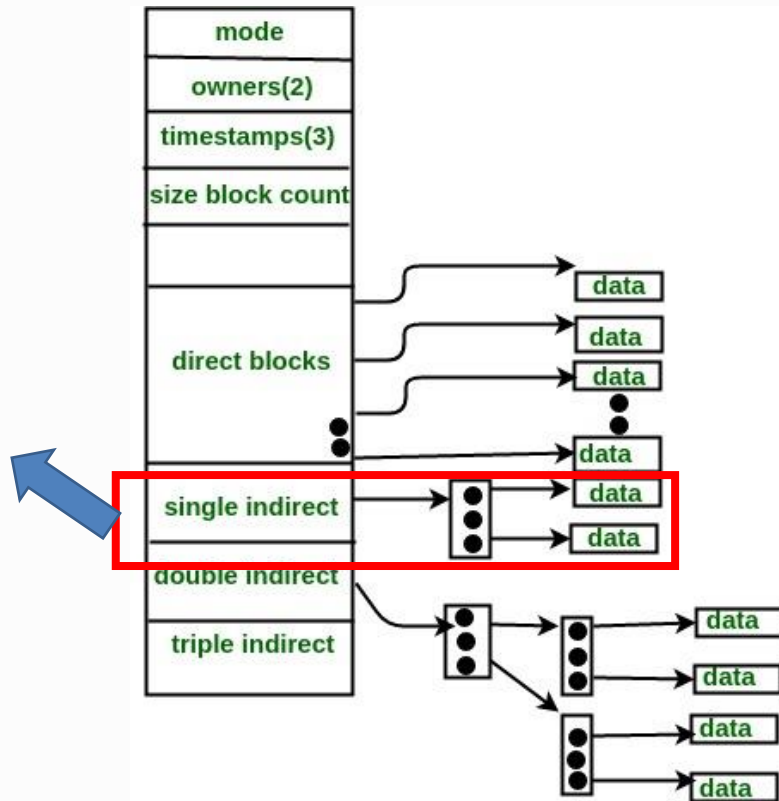 mode
owners(2)
timestamps(3)
size block count
data
data
direct blocks
data
data
single indirect
data
data
double indirect
triple indirect
data
data
data
data